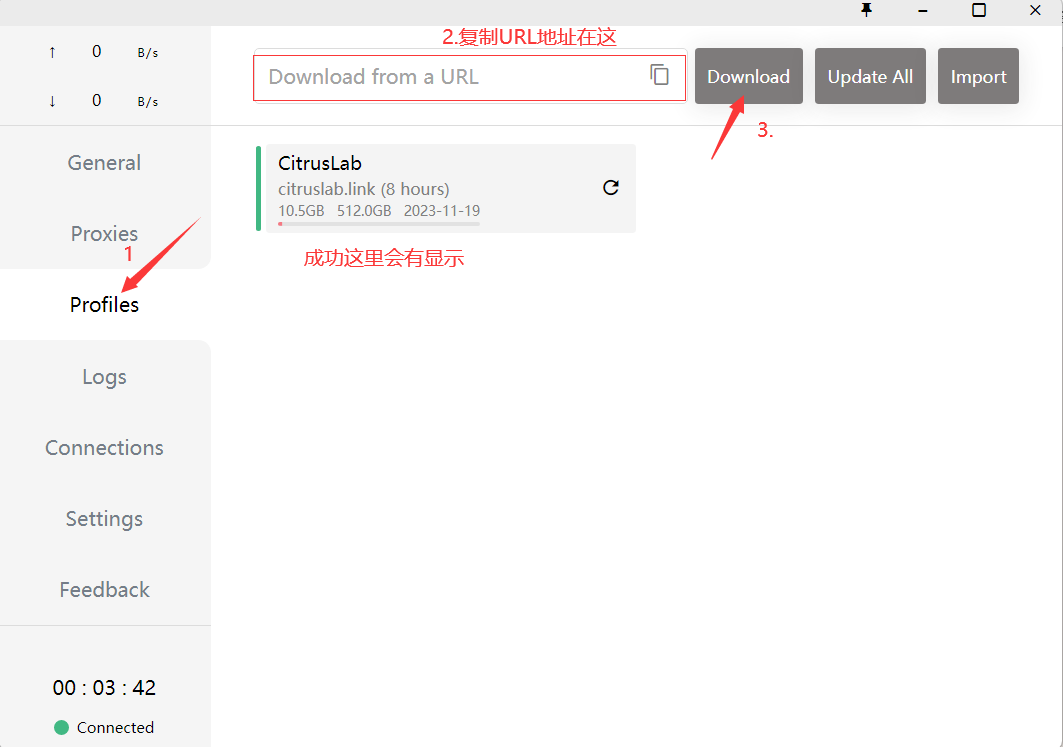 ↑ 0 B/s
↓ 0 B/s
General
Proxies
1
Profiles
Logs
Connections
Settings
Feedback
00 : 03 : 42
Connected
2.复制URL地址在这
Download from a URL
Download
Update All
Import
3.
CitrusLab
citruslab.link (8 hours)
10.5GB 512.0GB 2023-11-19
成功这里会有显示